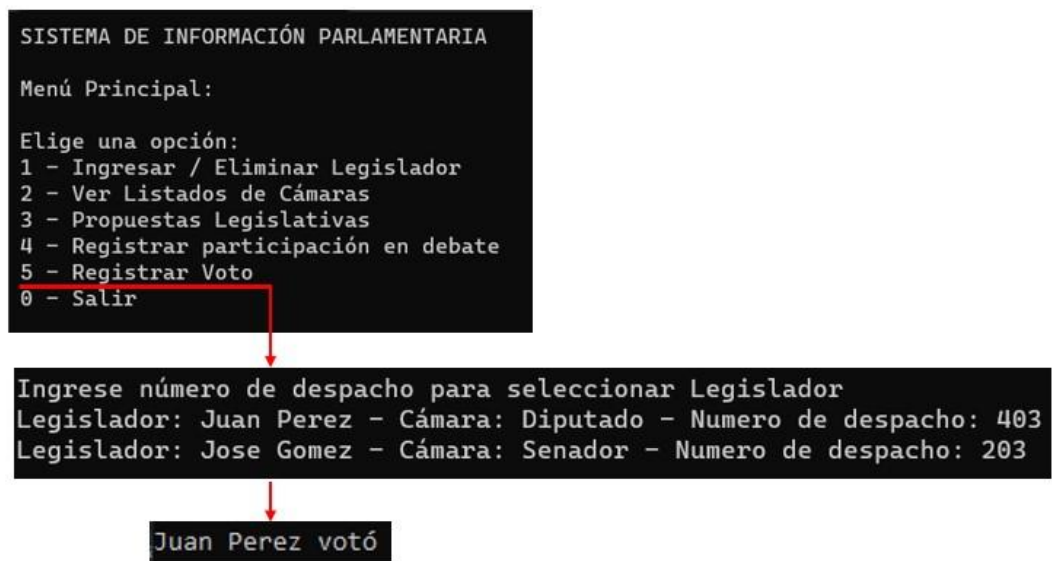 SISTEMA DE INFORMACIÓN PARLAMENTARIA
Menú Principal:
Elige una opción:
1 - Ingresar / Eliminar Legislador
2 - Ver Listados de Cámaras
3 - Propuestas Legislativas
4 - Registrar participación en debate
5 - Registrar Voto
0 - Salir
Ingrese número de despacho para seleccionar Legislador
Legislador: Juan Perez - Cámara: Diputado - Numero de despacho: 403
Legislador: Jose Gomez - Cámara: Senador - Numero de despacho: 203
Juan Perez votó